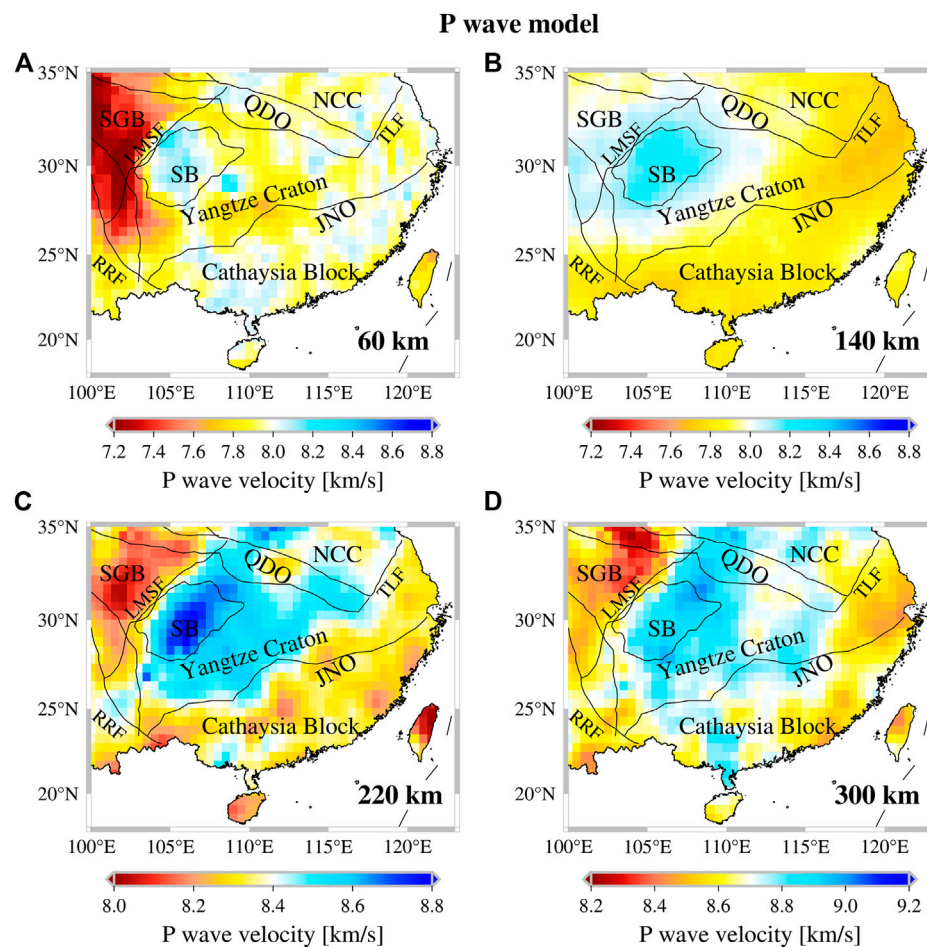 P wave model
A
35°N
30°N
25°N
20°N
100°E 105°E 110°E 115°E 120°E
SGB
LMSF
QDO
NCC
TLF
SB
Yangtze Craton
JNO
RRF
Cathaysia Block
60 km
7.2 7.4 7.6 7.8 8.0 8.2 8.4 8.6 8.8
P wave velocity [km/s]
B
35°N
30°N
25°N
20°N
100°E 105°E 110°E 115°E 120°E
SGB
LMSF
QDO
NCC
TLF
SB
Yangtze Craton
JNO
RRF
Cathaysia Block
140 km
7.2 7.4 7.6 7.8 8.0 8.2 8.4 8.6 8.8
P wave velocity [km/s]
C
35°N
30°N
25°N
20°N
100°E 105°E 110°E 115°E 120°E
SGB
LMSF
QDO
NCC
TLF
SB
Yangtze Craton
JNO
RRF
Cathaysia Block
220 km
8.0 8.2 8.4 8.6 8.8
P wave velocity [km/s]
D
35°N
30°N
25°N
20°N
100°E 105°E 110°E 115°E 120°E
SGB
LMSF
QDO
NCC
TLF
SB
Yangtze Craton
JNO
RRF
Cathaysia Block
300 km
8.2 8.4 8.6 8.8 9.0 9.2
P wave velocity [km/s]